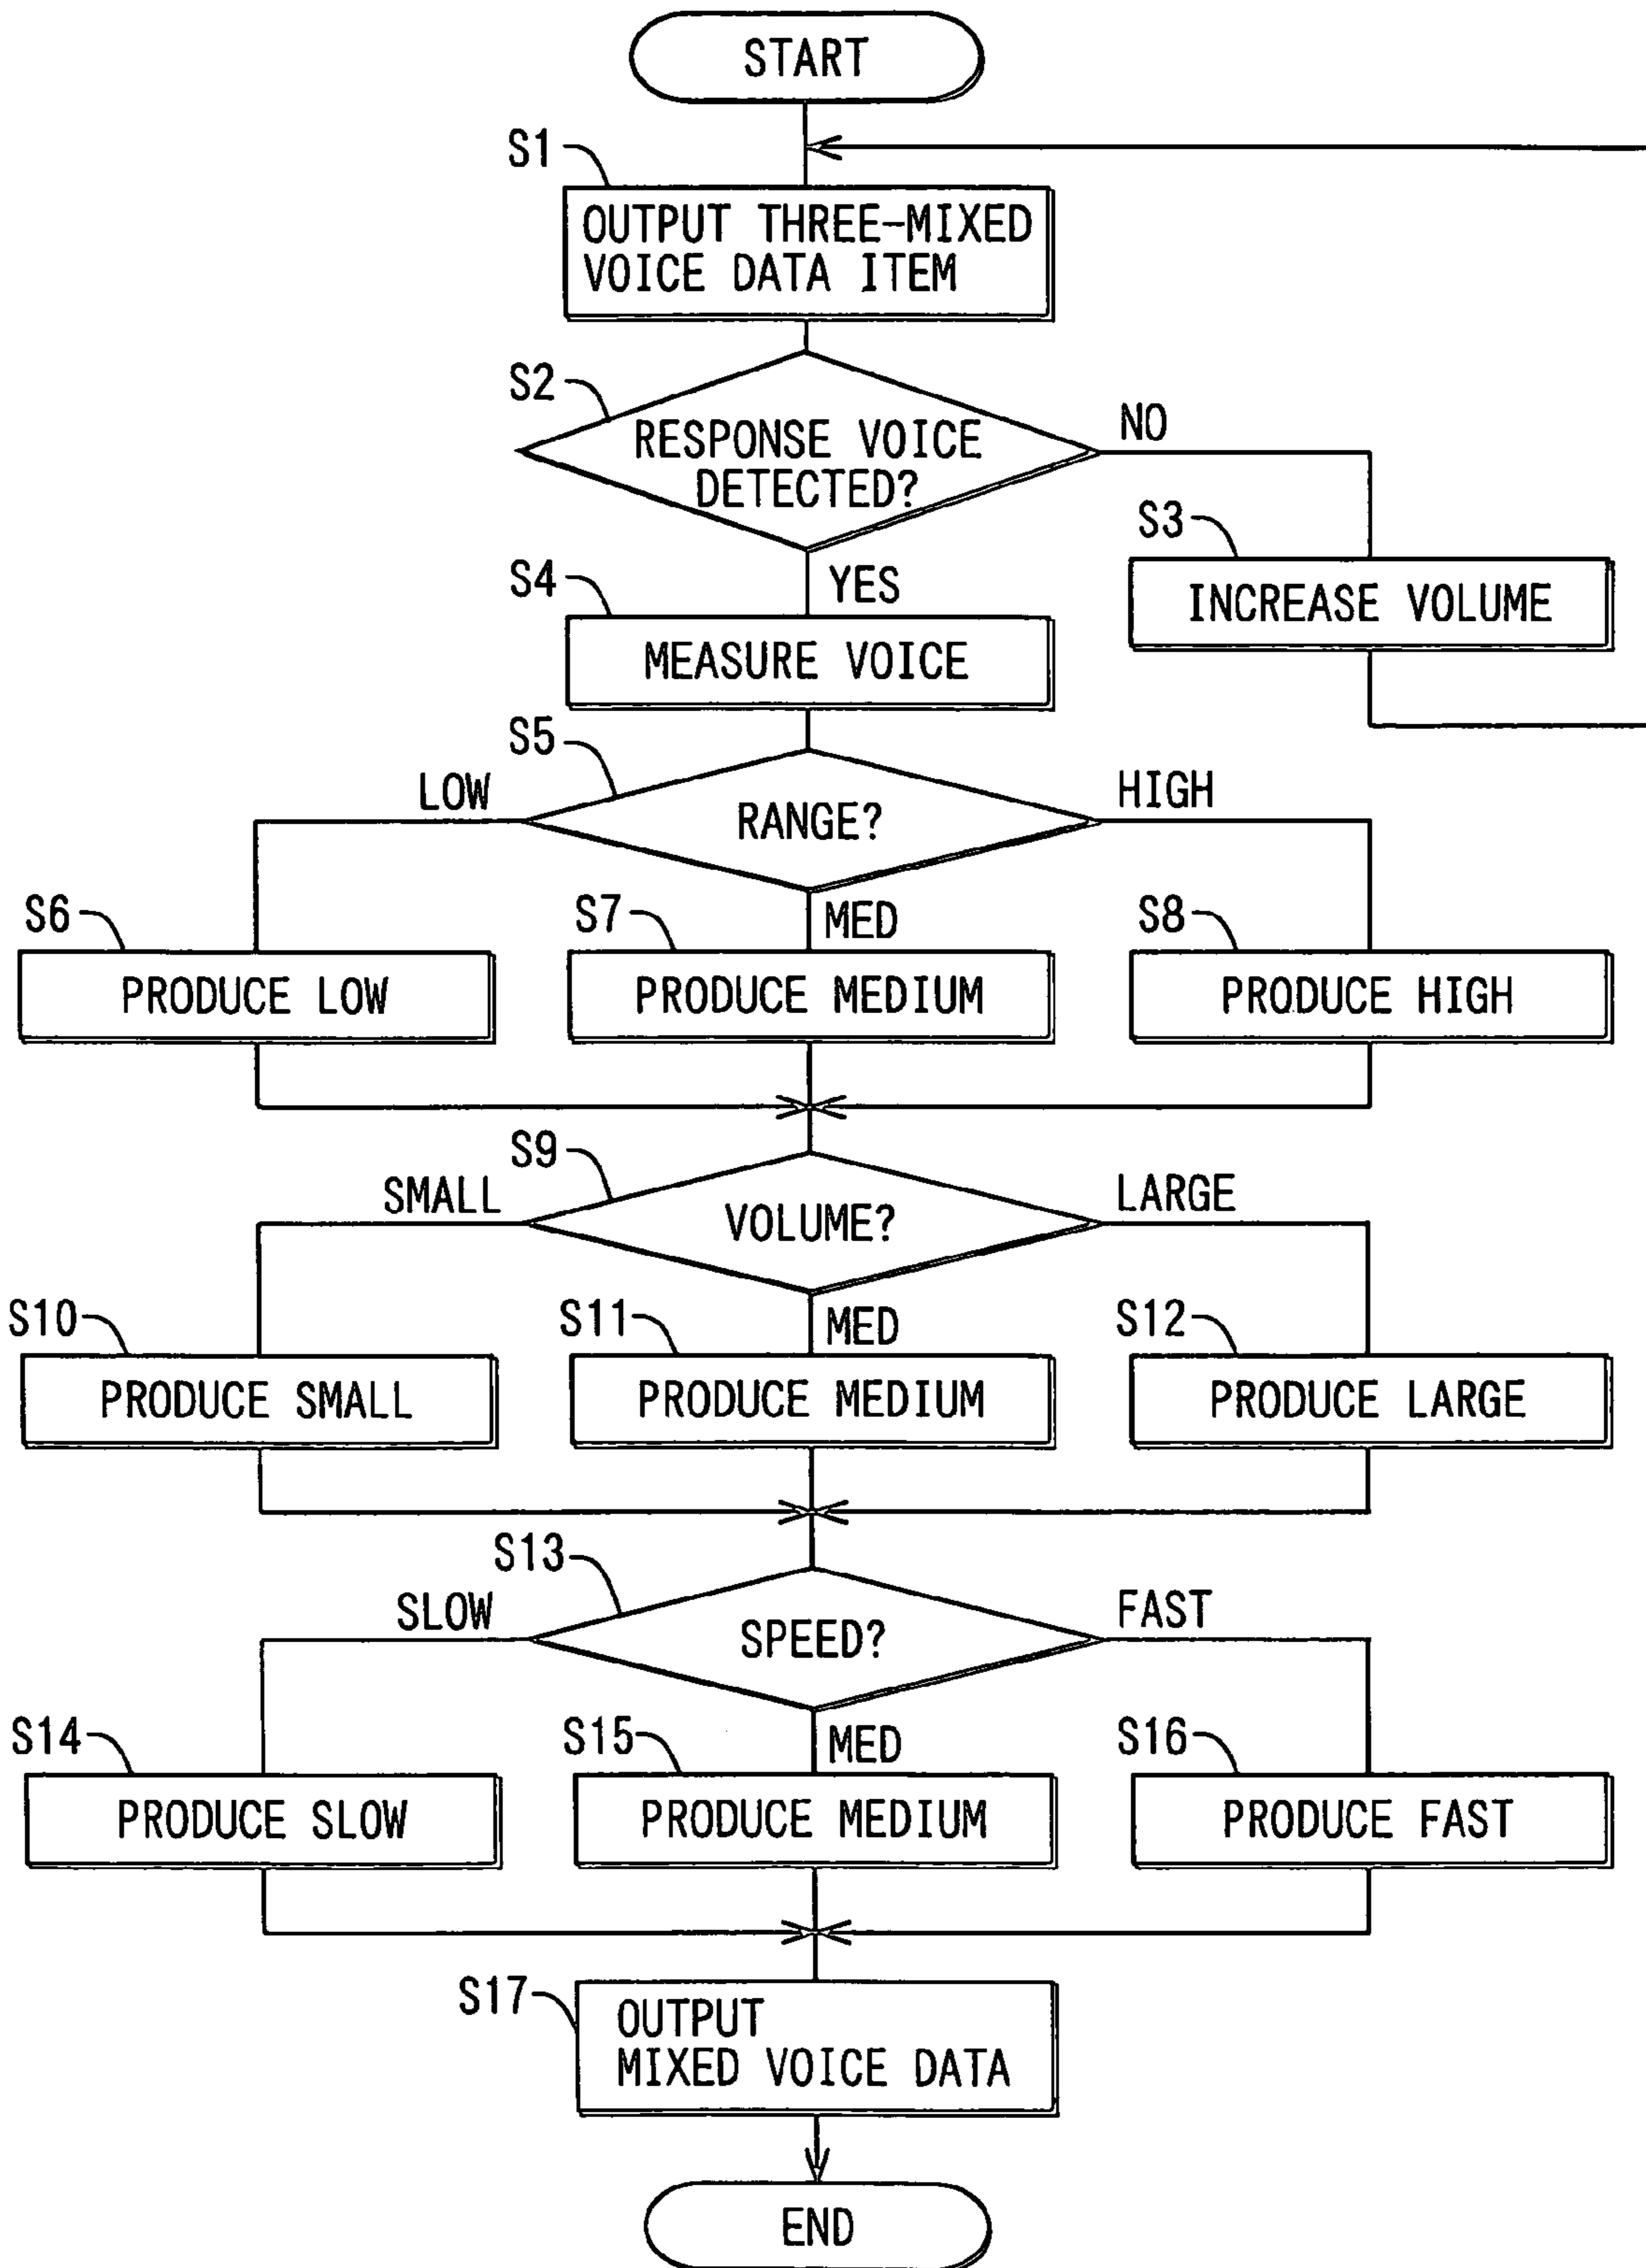 START
S1
OUTPUT THREE-MIXED
VOICE DATA ITEM
S2
RESPONSE VOICE
DETECTED?
NO
S3
INCREASE VOLUME
YES
S4
MEASURE VOICE
S5
RANGE?
LOW
HIGH
MED
S6
PRODUCE LOW
S7
PRODUCE MEDIUM
S8
PRODUCE HIGH
S9
VOLUME?
SMALL
LARGE
MED
S10
PRODUCE SMALL
S11
PRODUCE MEDIUM
S12
PRODUCE LARGE
S13
SPEED?
SLOW
FAST
MED
S14
PRODUCE SLOW
S15
PRODUCE MEDIUM
S16
PRODUCE FAST
S17
OUTPUT
MIXED VOICE DATA
END